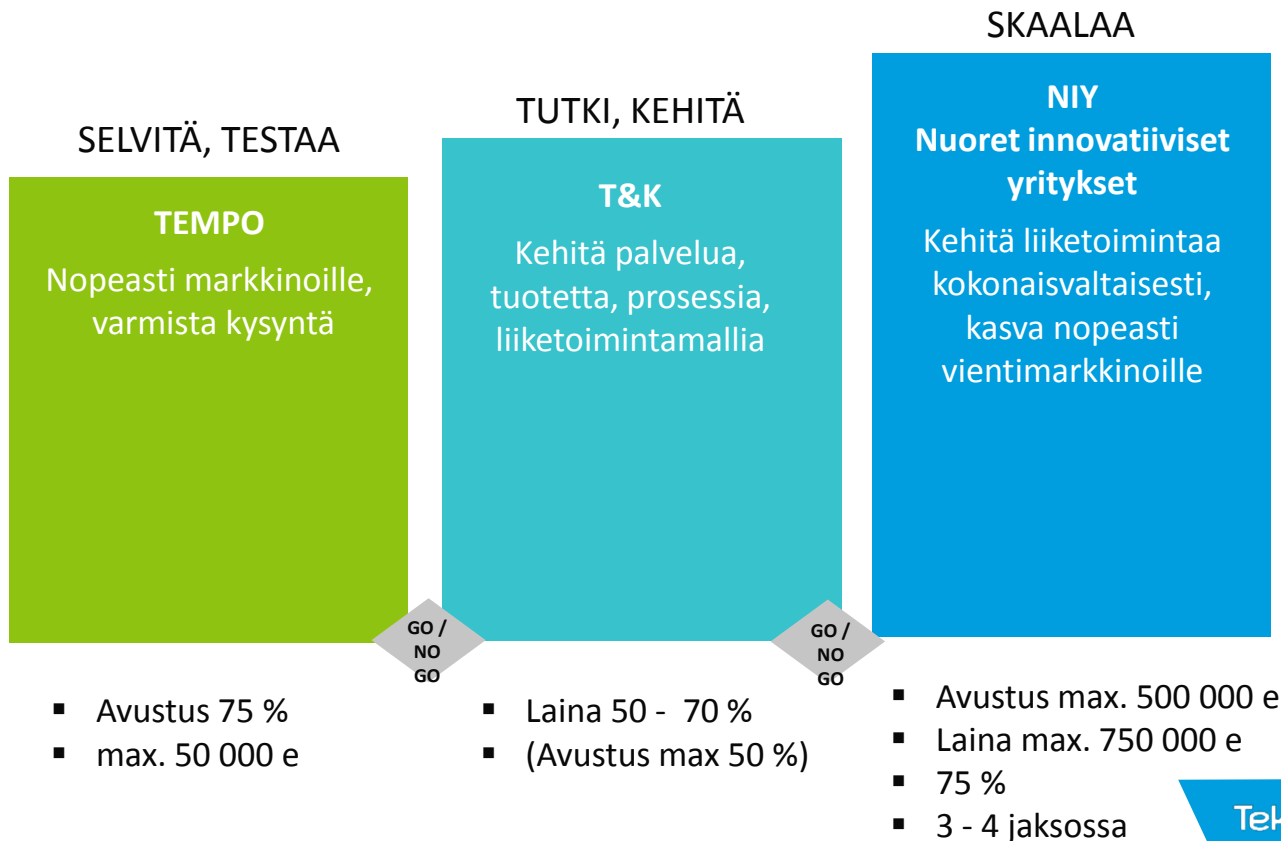 SELVITÄ, TESTAA
TEMPO
Nopeasti markkinoille,
varmista kysyntä
TUTKI, KEHITÄ
T&K
Kehitä palvelua,
tuotetta, prosessia,
liiketoimintamallia
SKAALAA
NIY
Nuoret innovatiiviset
yritykset
Kehitä liiketoimintaa
kokonaisvaltaisesti,
kasva nopeasti
vientimarkkinoille
GO /
NO
GO
GO /
NO
GO
▪ Avustus 75 %
▪ max. 50 000 e
▪ Laina 50 - 70 %
▪ (Avustus max 50 %)
▪ Avustus max. 500 000 e
▪ Laina max. 750 000 e
▪ 75 %
▪ 3 - 4 jaksossa